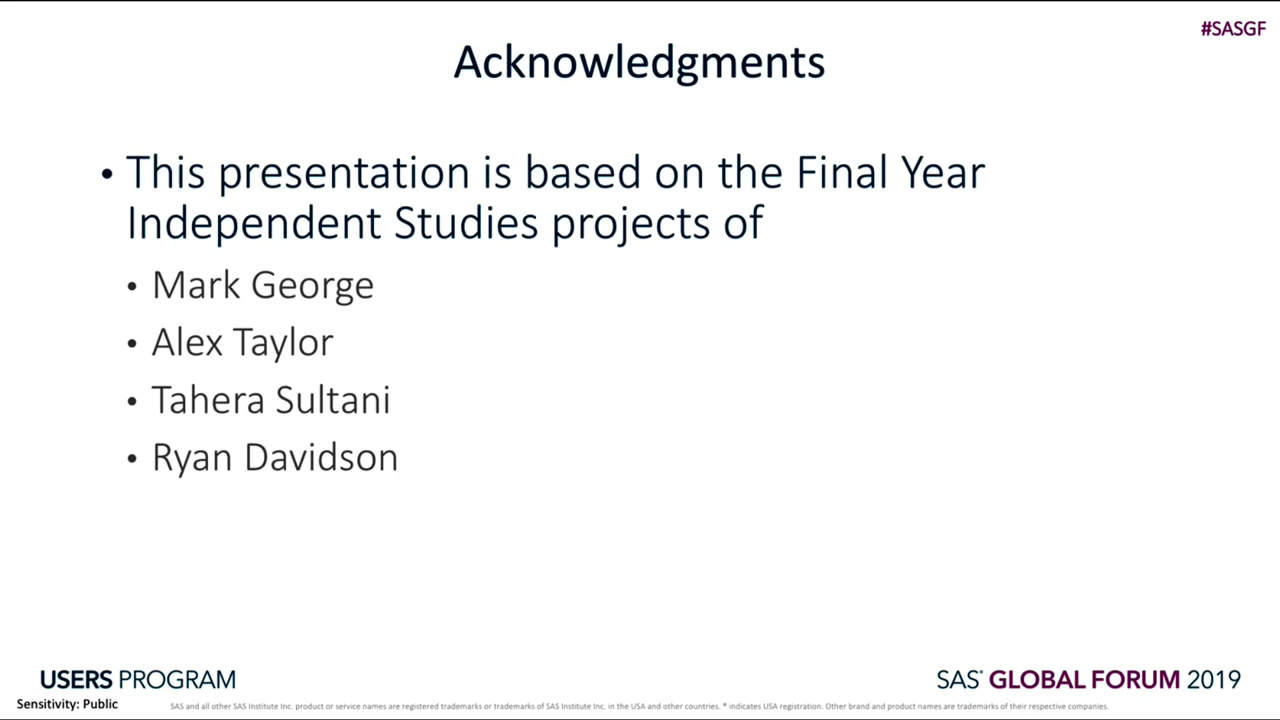 #SASGF
Acknowledgments
• This presentation is based on the Final Year
Independent Studies projects of
• Mark George
• Alex Taylor
• Tahera Sultani
• Ryan Davidson
USERS PROGRAM
SAS® GLOBAL FORUM 2019
Sensitivity: Public
SAS and all other SAS Institute Inc. product or service names are registered trademarks or trademarks of SAS Institute Inc. in the USA and other countries. ® indicates USA registration. Other brand and product names are trademarks of their respective companies.